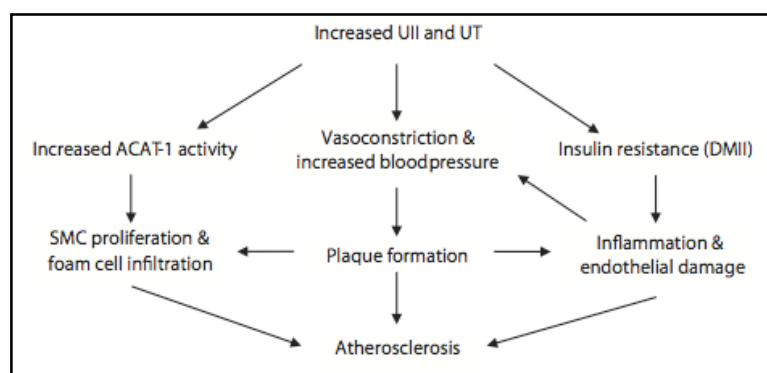 Increased UII and UT
Increased ACAT-1 activity
Vasoconstriction &
increased bloodpressure
Insulin resistance (DMII)
SMC proliferation &
foam cell infiltration
Plaque formation
Inflammation &
endothelial damage
Atherosclerosis